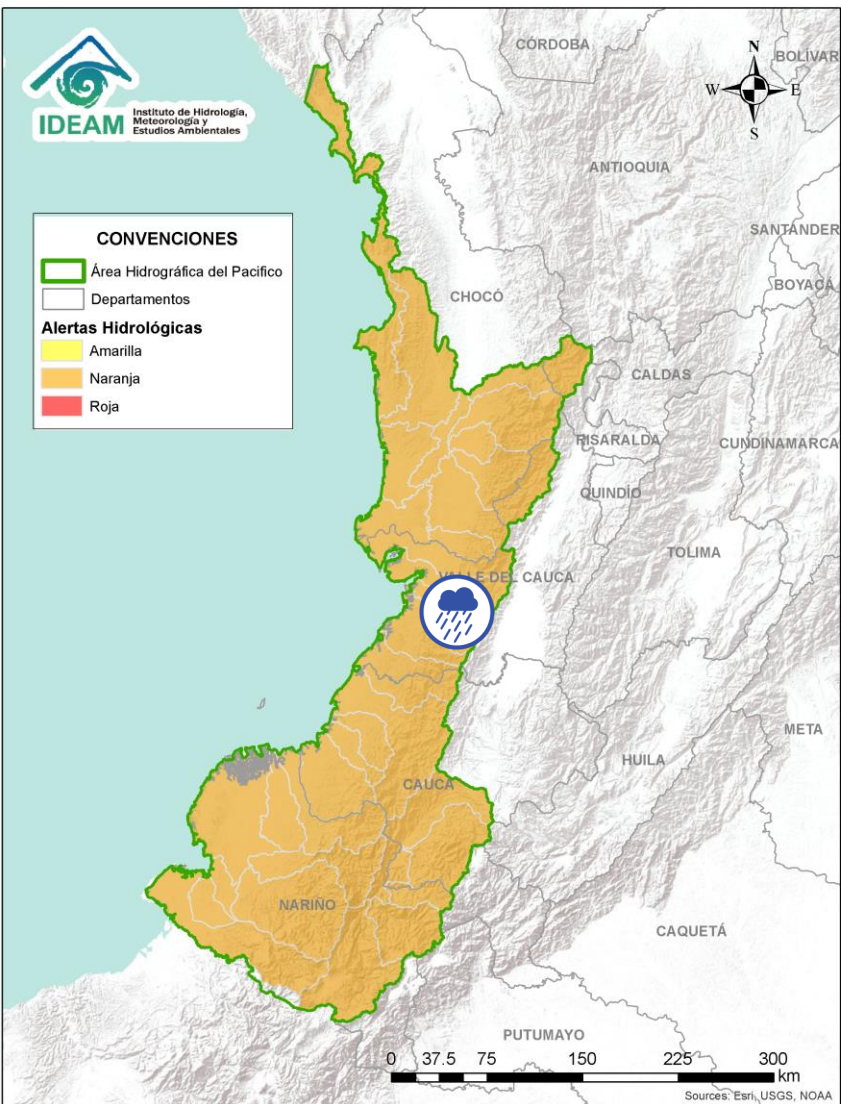 IDEAM
Instituto de Hidrología,
Meteorología y
Estudios Ambientales
CÓRDOBA
BOLÍVAR
N
W
E
S
ANTIOQUIA
SANTANDER
BOYACÁ
CONVENCIONES
Área Hidrográfica del Pacifico
Departamentos
Alertas Hidrológicas
Amarilla
Naranja
Roja
CHOCÓ
CALDAS
RISARALDA
CUNDINAMARCA
QUINDÍO
TOLIMA
VALLE DEL CAUCA
META
HUILA
CAUCA
NARIÑO
CAQUETÁ
PUTUMAYO
0 37.5 75 150 225 300
km
Sources: Esri, USGS, NOAA